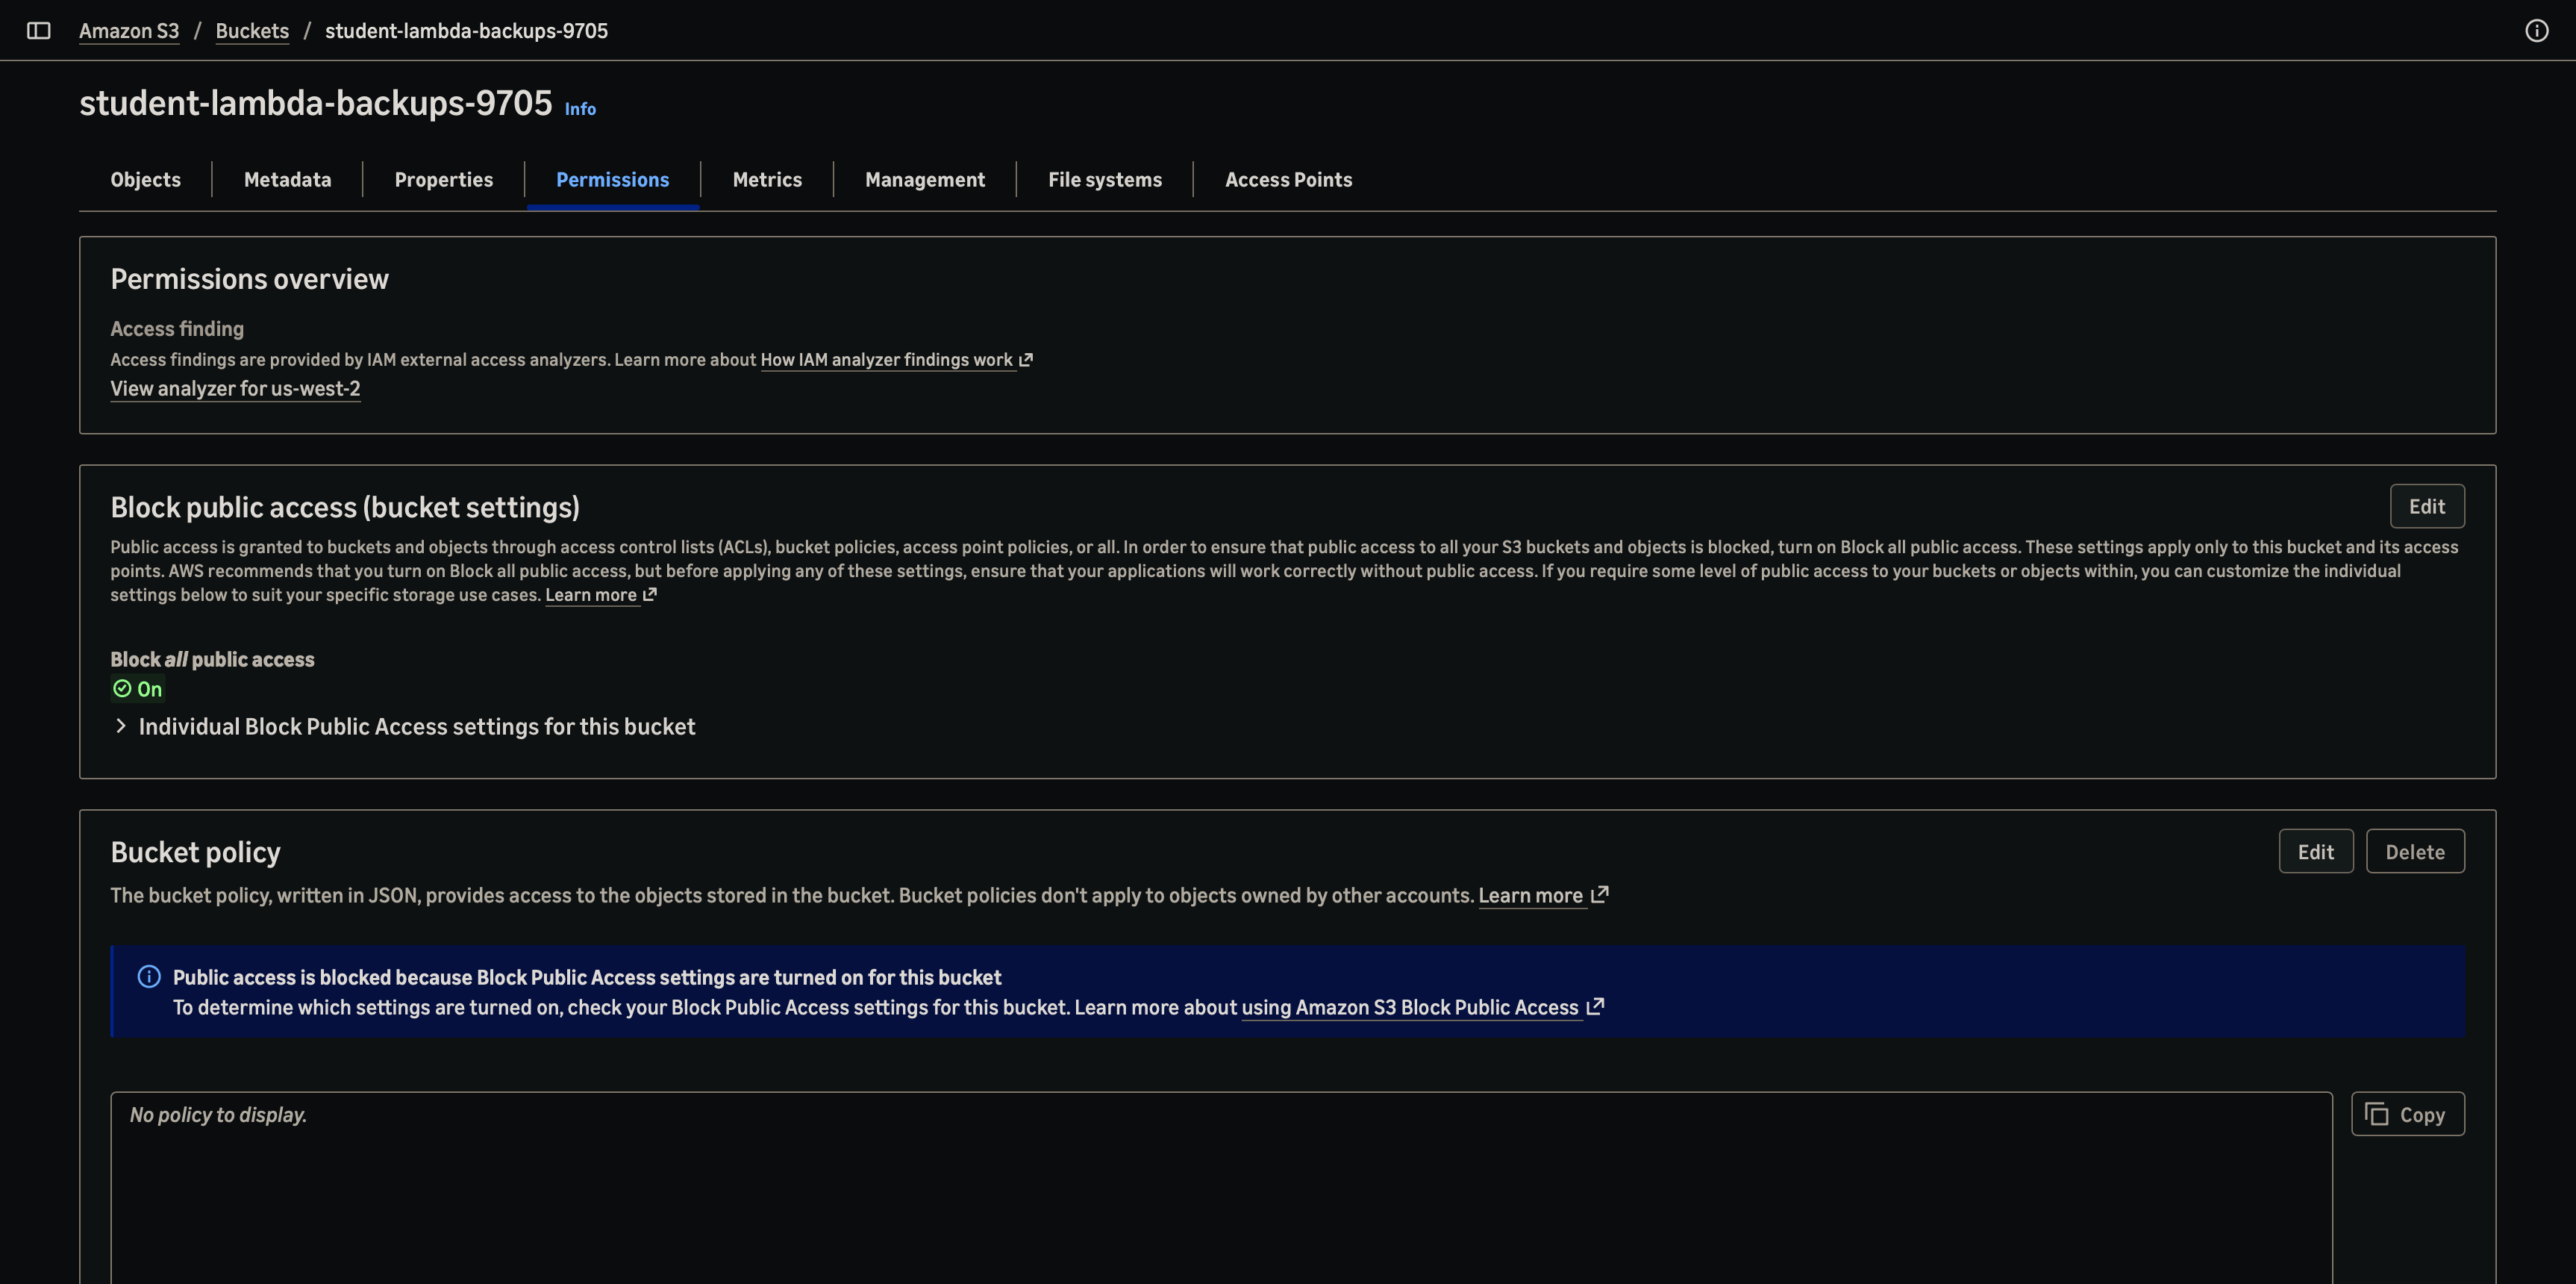 Amazon S3 / Buckets / student-lambda-backups-9705
student-lambda-backups-9705 Info
Objects Metadata Properties Permissions Metrics Management File systems Access Points
Permissions overview
Access finding
Access findings are provided by IAM external access analyzers. Learn more about How IAM analyzer findings work
View analyzer for us-west-2
Block public access (bucket settings)
Edit
Public access is granted to buckets and objects through access control lists (ACLs), bucket policies, access point policies, or all. In order to ensure that public access to all your S3 buckets and objects is blocked, turn on Block all public access. These settings apply only to this bucket and its access
points. AWS recommends that you turn on Block all public access, but before applying any of these settings, ensure that your applications will work correctly without public access. If you require some level of public access to your buckets or objects within, you can customize the individual
settings below to suit your specific storage use cases. Learn more
Block all public access
On
Individual Block Public Access settings for this bucket
Bucket policy
Edit Delete
The bucket policy, written in JSON, provides access to the objects stored in the bucket. Bucket policies don't apply to objects owned by other accounts. Learn more
Public access is blocked because Block Public Access settings are turned on for this bucket
To determine which settings are turned on, check your Block Public Access settings for this bucket. Learn more about using Amazon S3 Block Public Access
No policy to display.
Copy